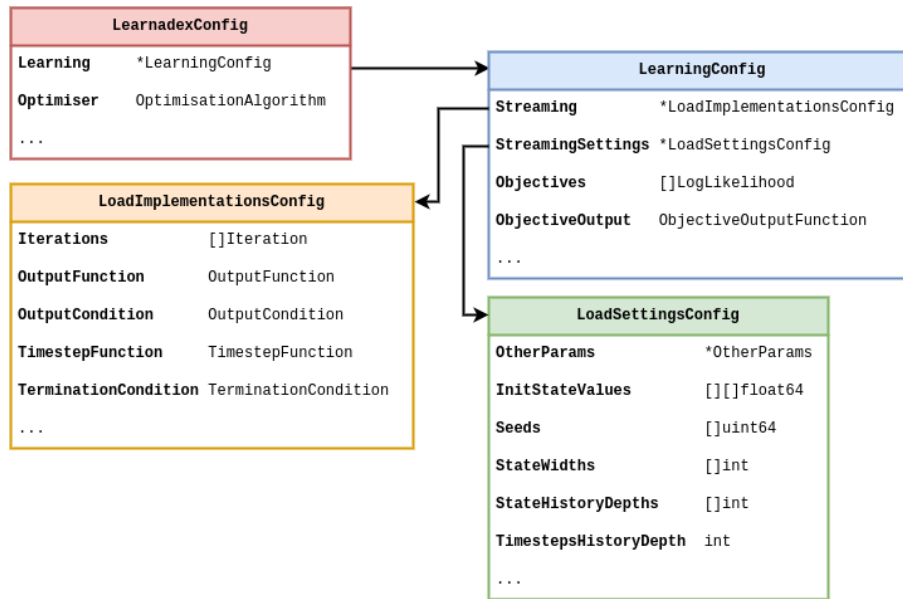 LearnadexConfig
Learning *LearningConfig
Optimiser OptimisationAlgorithm
...
LearningConfig
Streaming *LoadImplementationsConfig
StreamingSettings *LoadSettingsConfig
Objectives []LogLikelihood
ObjectiveOutput ObjectiveOutputFunction
...
LoadImplementationsConfig
Iterations []Iteration
OutputFunction OutputFunction
OutputCondition OutputCondition
TimestepFunction TimestepFunction
TerminationCondition TerminationCondition
...
LoadSettingsConfig
OtherParams *OtherParams
InitStateValues [][]float64
Seeds []uint64
StateWidths []int
StateHistoryDepths []int
TimestepsHistoryDepth int
...